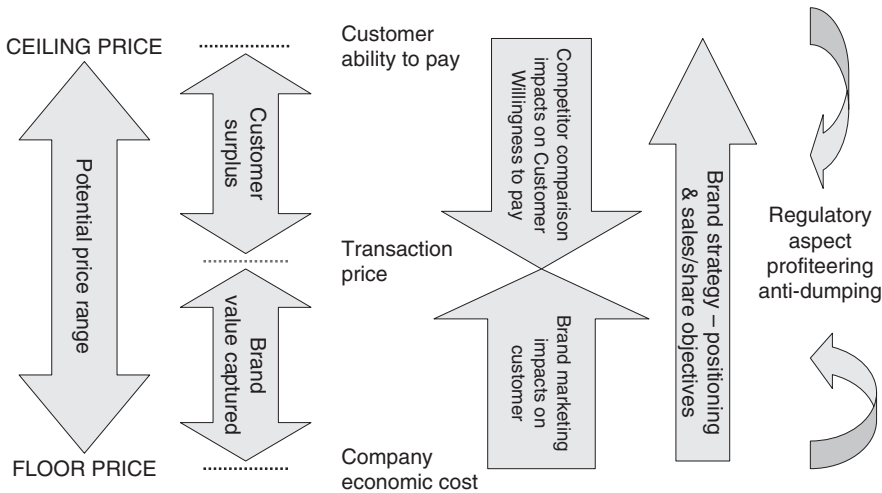 CEILING PRICE
Potential price range
FLOOR PRICE
Customer
surplus
Brand
value captured
Customer
ability to pay
Transaction
price
Company
economic cost
Competitor comparison
impacts on Customer
Willingness to pay
Brand marketing
impacts on
customer
Brand strategy – positioning
& sales/share objectives
Regulatory
aspect
profiteering
anti-dumping